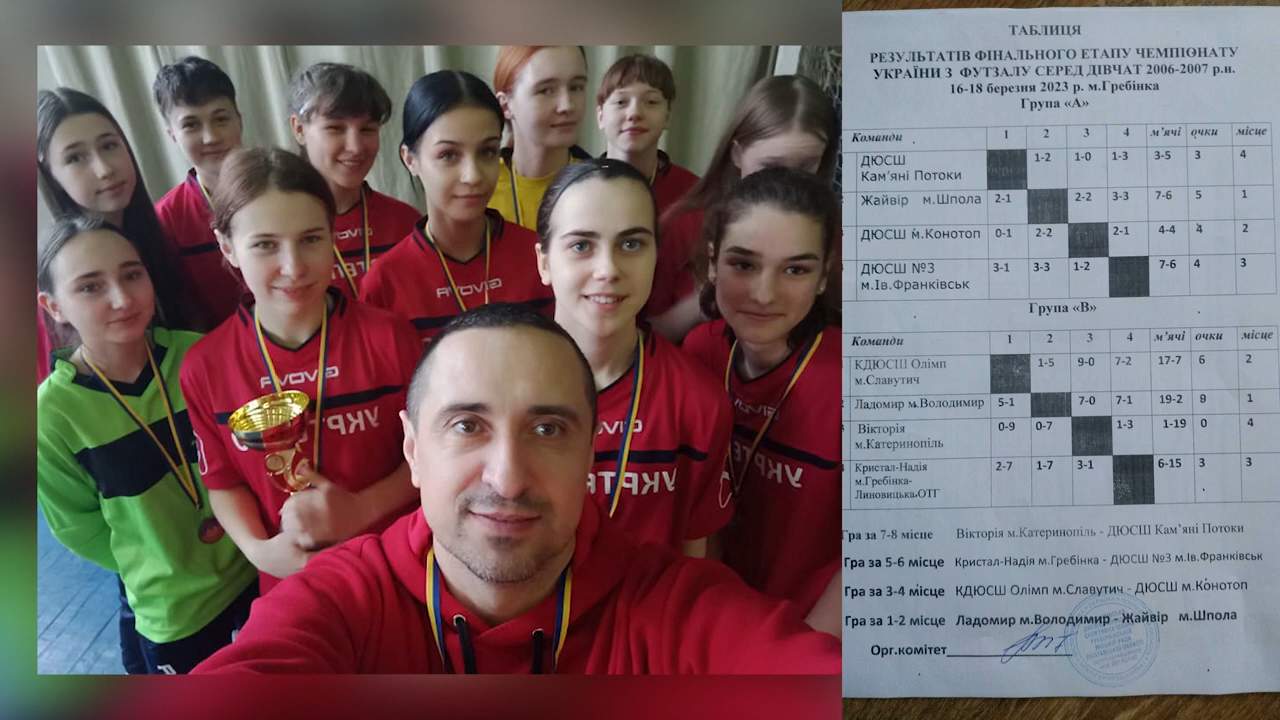 ТАБЛИЦЯ
РЕЗУЛЬТАТІВ ФІНАЛЬНОГО ЕТАПУ ЧЕМПІОНАТУ
УКРАЇНИ З ФУТЗАЛУ СЕРЕД ДІВЧАТ 2006-2007 р.н.
16-18 березня 2023 р. м.Гребінка
Група «А»
Команди 1 2 3 4 м’ячі очки місце
ДЮСШ
Кам’яні Потоки 1-2 1-0 1-3 3-5 3 4
Жайвір м.Шпола 2-1 2-2 3-3 7-6 5 1
ДЮСШ м.Конотоп 0-1 2-2 2-1 4-4 4 2
ДЮСШ №3
м.Ів.Франківськ 3-1 3-3 1-2 7-6 4 3
Група «В»
Команди 1 2 3 4 м’ячі очки місце
КДЮСШ Олімп
м.Славутич 1-5 9-0 7-2 17-7 6 2
Ладомир м.Володимир 5-1 7-0 7-1 19-2 9 1
Вікторія
м.Катеринопіль 0-9 0-7 1-3 1-19 0 4
Кристал-Надія
м.Гребінка-
Линовицька.ОТГ 2-7 1-7 3-1 6-15 3 3
Гра за 7-8 місце Вікторія м.Катеринопіль - ДЮСШ Кам’яні Потоки
Гра за 5-6 місце Кристал-Надія м.Гребінка - ДЮСШ №3 м.Ів.Франківськ
Гра за 3-4 місце КДЮСШ Олімп м.Славутич - ДЮСШ м.Конотоп
Гра за 1-2 місце Ладомир м.Володимир - Жайвір м.Шпола
Орг.комітет
PROVIDA
УКРТЕ